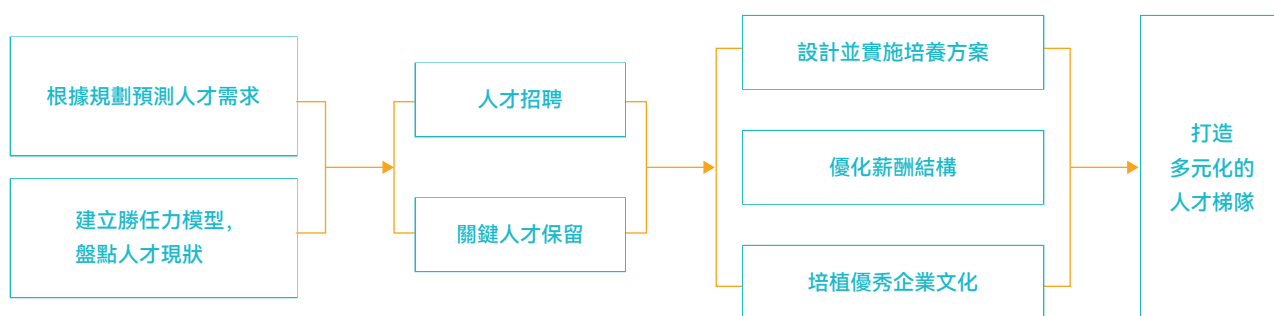 根據規劃預測人才需求
建立勝任力模型，
盤點人才現狀
人才招聘
關鍵人才保留
設計並實施培養方案
優化薪酬結構
培植優秀企業文化
打造
多元化的
人才梯隊